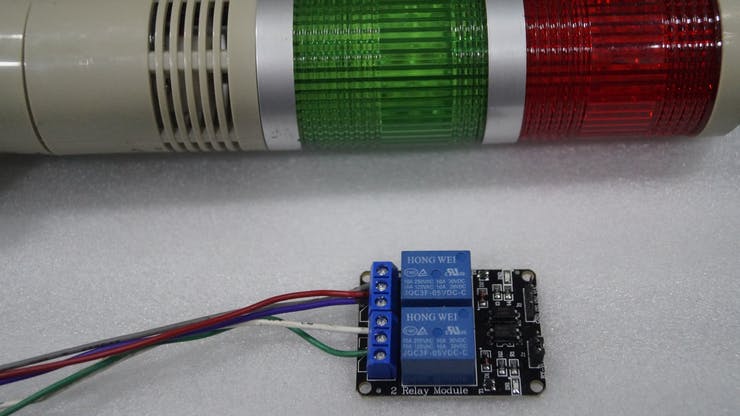 HONG WEI
10A 250VAC 10A 30VDC
10A 125VAC 10A 28VDC
JQC3F-05VDC-C
HONG WEI
10A 250VAC 10A 30VDC
10A 125VAC 10A 28VDC
JQC3F-05VDC-C
2 Relay Module